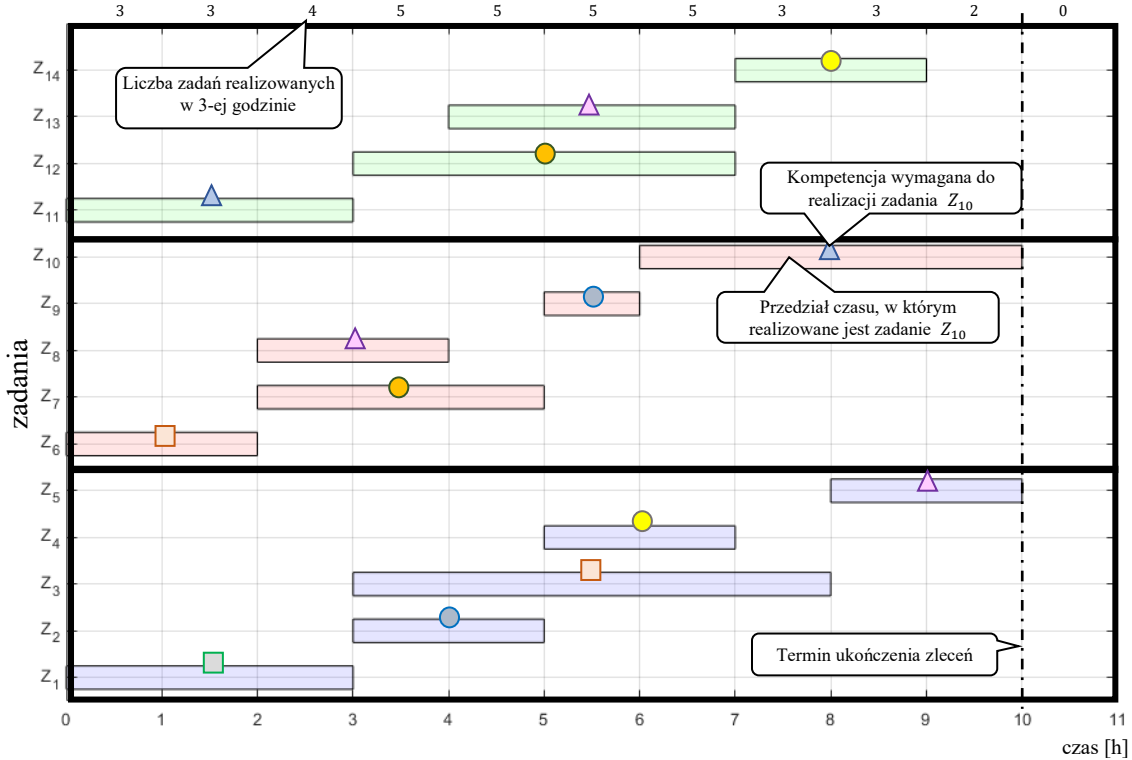 3 3 4 5 5 5 5 3 3 2 0
Z14
Liczba zadań realizowanych
w 3-ej godzinie
Z13
Z12
Kompetencja wymagana do
realizacji zadania Z10
Z11
Z10
Z9
Przedział czasu, w którym
realizowane jest zadanie Z10
Z8
zadania
Z7
Z6
Z5
Z4
Z3
Z2
Termin ukończenia zleceń
Z1
0 1 2 3 4 5 6 7 8 9 10 11
czas [h]